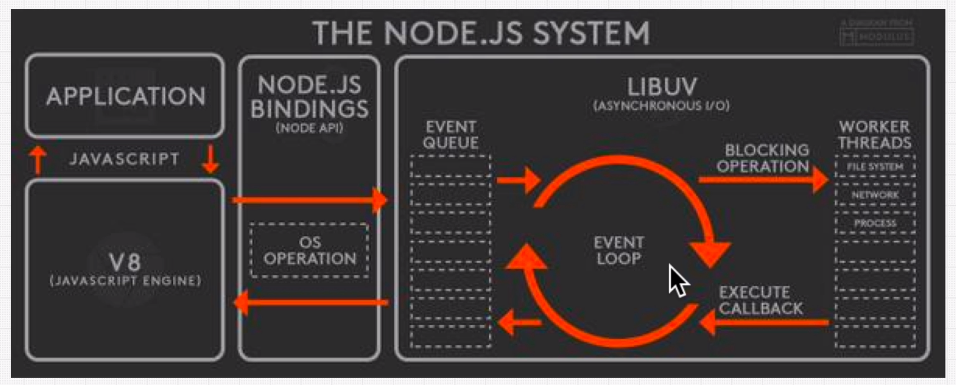 THE NODE.JS SYSTEM
A DIAGRAM FROM
MODULUS
APPLICATION
JAVASCRIPT
V8
(JAVASCRIPT ENGINE)
NODE.JS
BINDINGS
(NODE API)
OS
OPERATION
LIBUV
(ASYNCHRONOUS I/O)
EVENT
QUEUE
EVENT
LOOP
BLOCKING
OPERATION
EXECUTE
CALLBACK
WORKER
THREADS
FILE SYSTEM
NETWORK
PROCESS